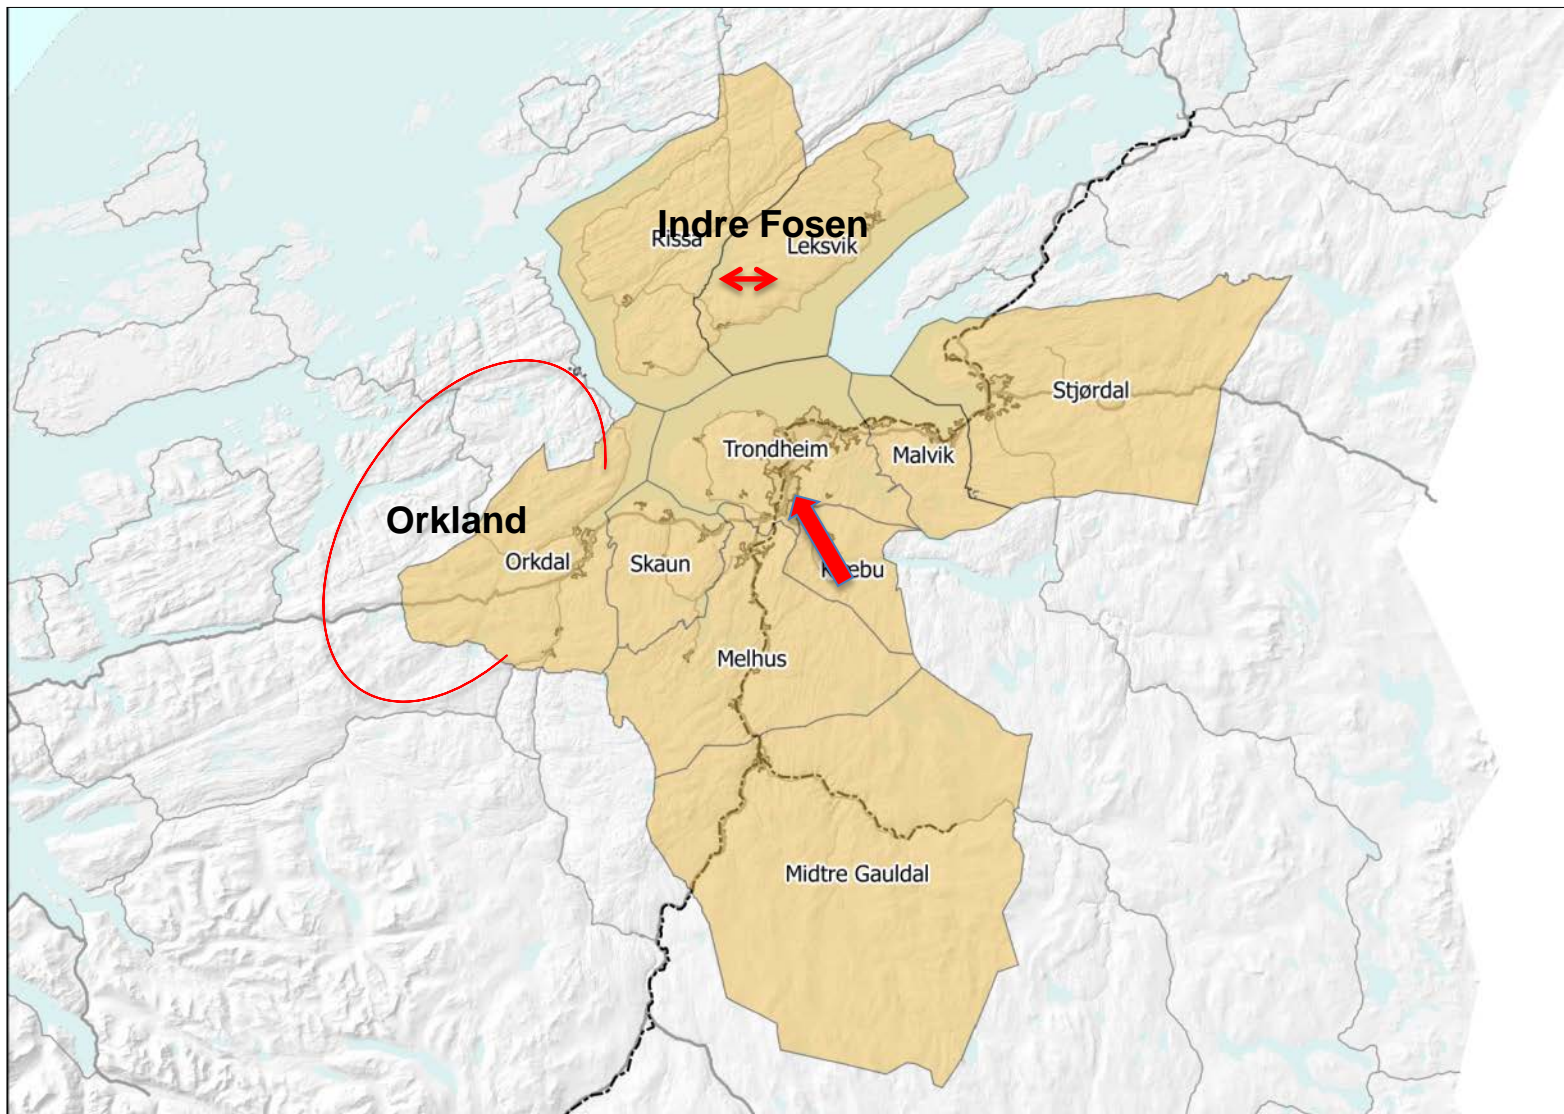 Indre Fosen
Rissa
Leksvik
Stjørdal
Trondheim
Malvik
Orkland
Orkdal
Skaun
Melhus
Midtre Gauldal